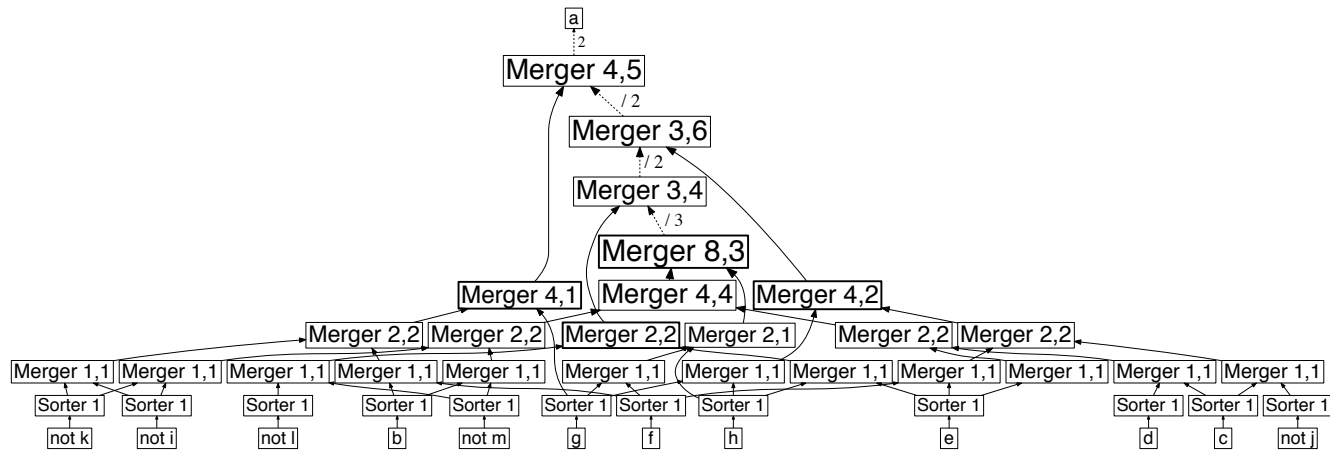 a
2
Merger 4,5
/ 2
Merger 3,6
/ 2
Merger 3,4
/ 3
Merger 8,3
Merger 4,1 Merger 4,4 Merger 4,2
Merger 2,2 Merger 2,2 Merger 2,2 Merger 2,1 Merger 2,2 Merger 2,2
Merger 1,1 Merger 1,1 Merger 1,1 Merger 1,1 Merger 1,1 Merger 1,1 Merger 1,1 Merger 1,1 Merger 1,1 Merger 1,1 Merger 1,1 Merger 1,1
Sorter 1 Sorter 1 Sorter 1 Sorter 1 Sorter 1 Sorter 1 Sorter 1 Sorter 1 Sorter 1 Sorter 1 Sorter 1 Sorter 1
not k not i not l b not m g f h e d c not j